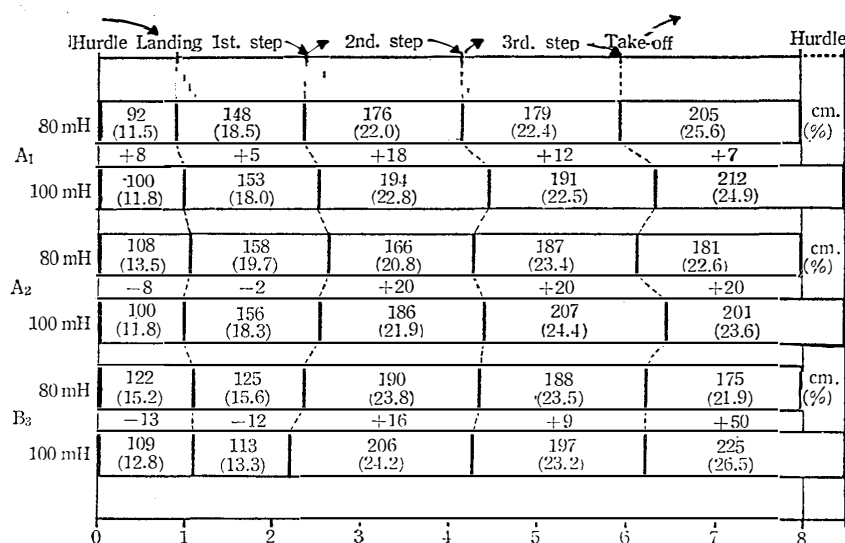 Hurdle Landing 1st. step 2nd. step 3rd. step Take-off Hurdle
80 mH 92 148 176 179 205 cm.
(11.5) (18.5) (22.0) (22.4) (25.6) (%)
A1 +8 +5 +18 +12 +7
100 mH 100 153 194 191 212
(11.8) (18.0) (22.8) (22.5) (24.9)
80 mH 108 158 166 187 181 cm.
(13.5) (19.7) (20.8) (23.4) (22.6) (%)
A2 −8 −2 +20 +20 +20
100 mH 100 156 186 207 201
(11.8) (18.3) (21.9) (24.4) (23.6)
80 mH 122 125 190 188 175 cm.
(15.2) (15.6) (23.8) (23.5) (21.9) (%)
B3 −13 −12 +16 +9 +50
100 mH 109 113 206 197 225
(12.8) (13.3) (24.2) (23.2) (26.5)
0 1 2 3 4 5 6 7 8